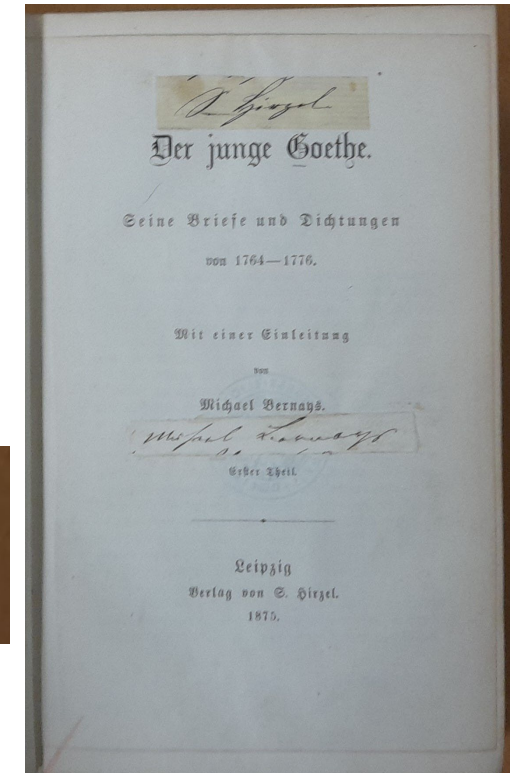 S. Hirzel
Der junge Goethe.
Seine Briefe und Dichtungen
von 1764—1776.
Mit einer Einleitung
von
Michael Bernays.
Michael Bernays
Erster Theil.
Leipzig
Verlag von S. Hirzel.
1875.